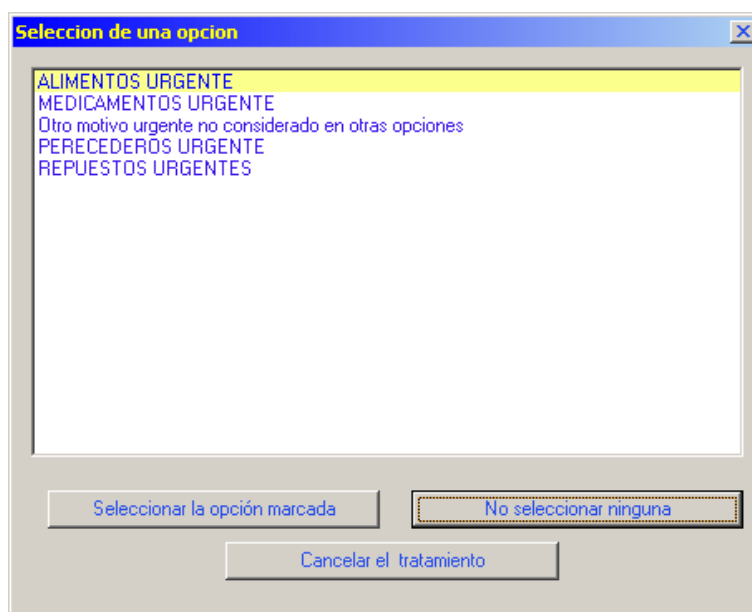 Seleccion de una opcion
ALIMENTOS URGENTE
MEDICAMENTOS URGENTE
Otro motivo urgente no considerado en otras opciones
PERECEDEROS URGENTE
REPUESTOS URGENTES
Seleccionar la opción marcada
No seleccionar ninguna
Cancelar el tratamiento